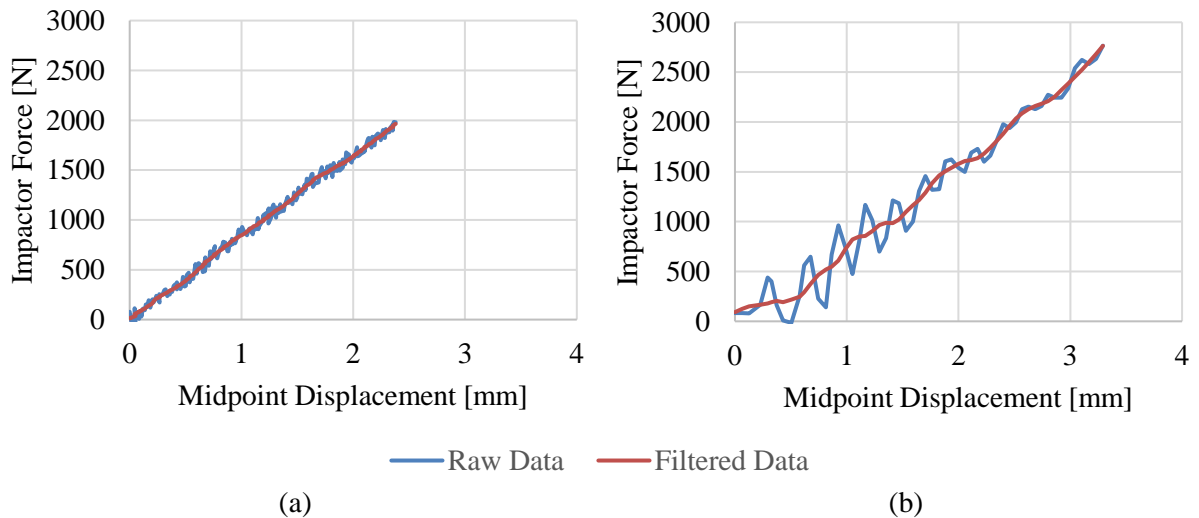 3000
2500
2000
1500
1000
500
0
Impactor Force [N]
0 1 2 3 4
Midpoint Displacement [mm]
3000
2500
2000
1500
1000
500
0
Impactor Force [N]
0 1 2 3 4
Midpoint Displacement [mm]
Raw Data Filtered Data
(a) (b)